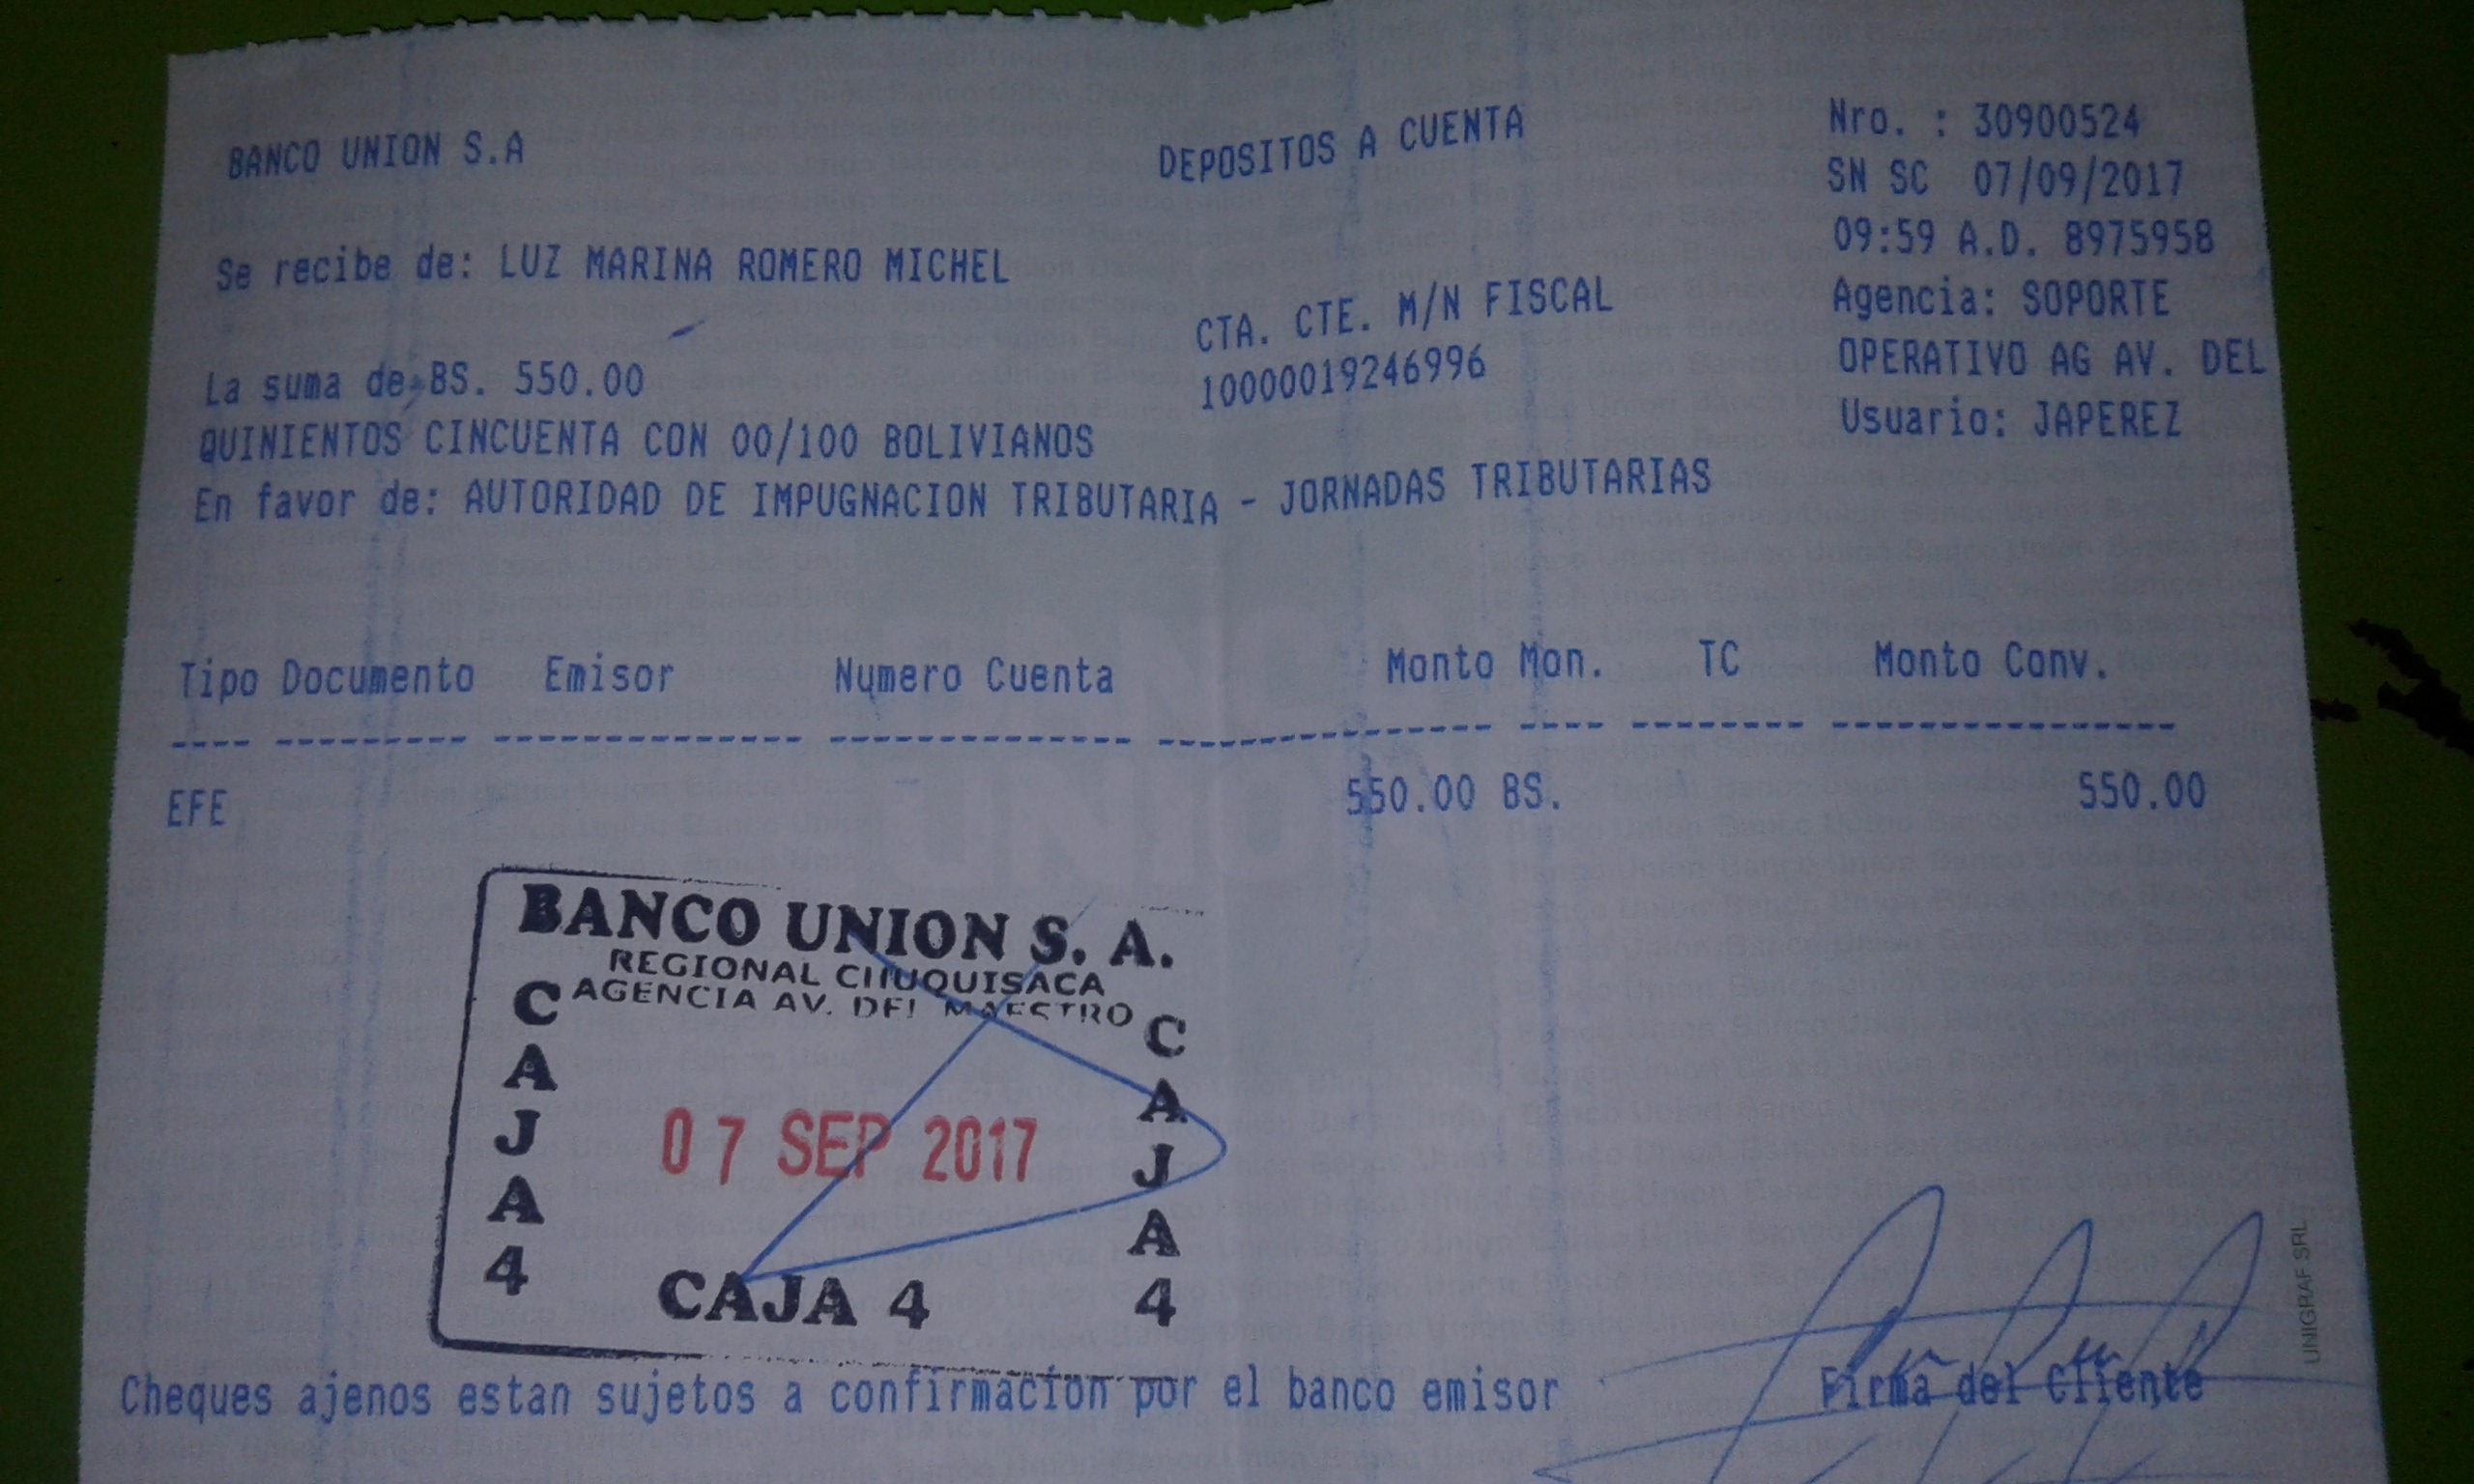 BANCO UNION S.A DEPOSITOS A CUENTA Nro. : 30900524
SN SC 07/09/2017
Se recibe de: LUZ MARINA ROMERO MICHEL CTA. CTE. M/N FISCAL 09:59 A.D. 8975958
10000019246996 Agencia: SOPORTE
La suma de BS. 550.00 OPERATIVO AG AV. DEL
QUINIENTOS CINCUENTA CON 00/100 BOLIVIANOS Usuario: JAPEREZ
En favor de: AUTORIDAD DE IMPUGNACION TRIBUTARIA - JORNADAS TRIBUTARIAS
Tipo Documento Emisor Numero Cuenta Monto Mon. TC Monto Conv.
---- --------- ---------- ---------- ---------- ---- ------ -----------
EFE 550.00 BS. 550.00
BANCO UNION S. A.
REGIONAL CHUQUISACA
AGENCIA AV. DEL MAESTRO
CAJA 4
07 SEP 2017
CAJA 4
CAJA 4
Cheques ajenos estan sujetos a confirmacion por el banco emisor Firma del cliente
UNIGRAF SRL